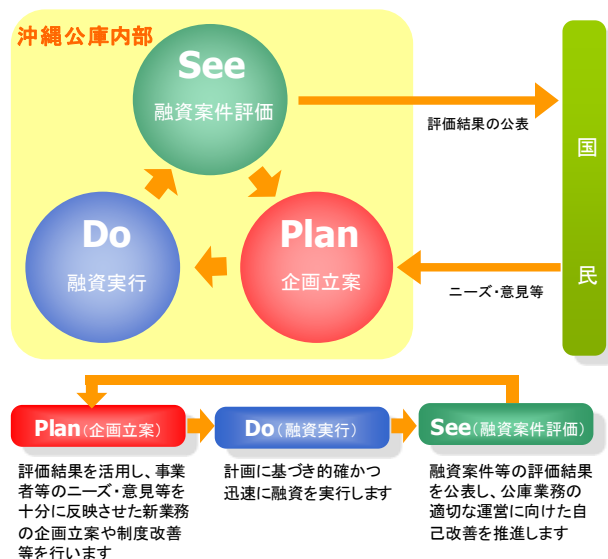 沖縄公庫内部
See
融資案件評価
評価結果の公表
国
民
Do
融資実行
Plan
企画立案
ニーズ・意見等
Plan(企画立案)
Do(融資実行)
See(融資案件評価)
評価結果を活用し、事業
者等のニーズ・意見等を
十分に反映させた新業務
の企画立案や制度改善
等を行います
計画に基づき的確かつ
迅速に融資を実行します
融資案件等の評価結果
を公表し、公庫業務の
適切な運営に向けた自
己改善を推進します